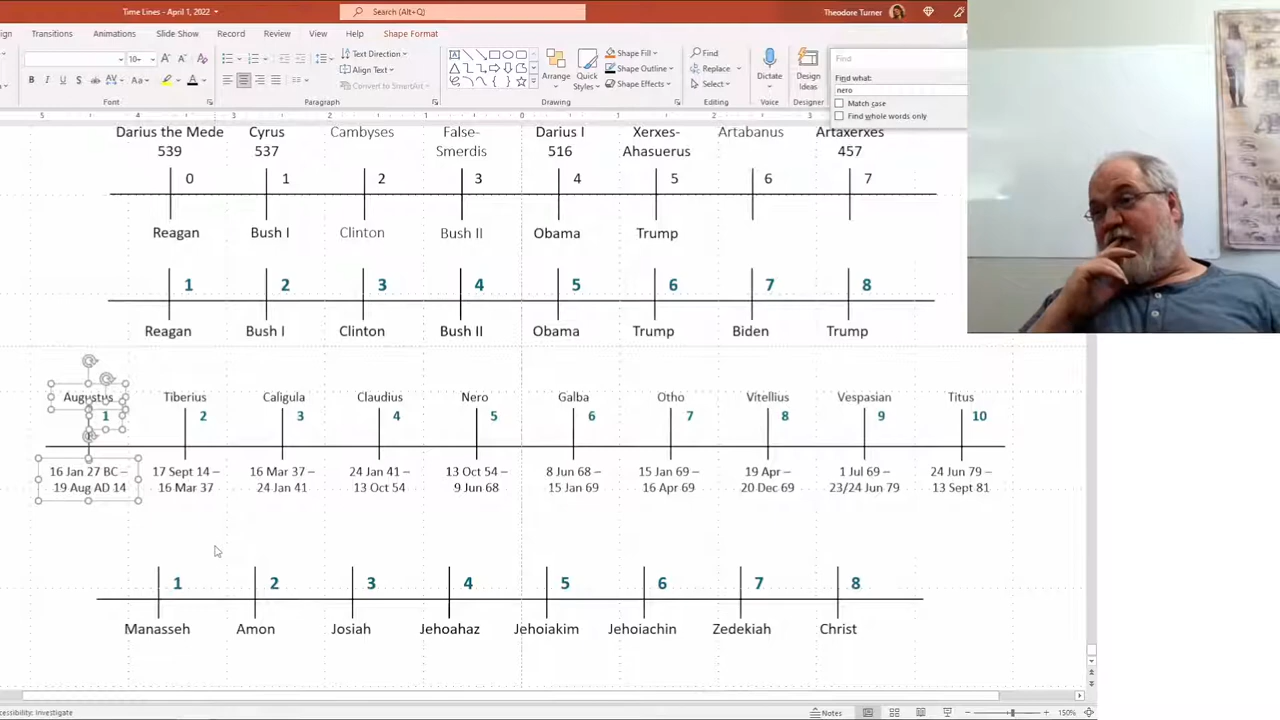 Time Lines - April 1, 2022
Search (Alt+Q)
Theodore Turner
Transitions Animations Slide Show Record Review View Help Shape Format
10
Text Direction
Align Text
Convert to SmartArt
Shape Fill
Shape Outline
Shape Effects
Arrange
Quick
Styles
Find
Replace
Select
Dictate
Design
Ideas
Font Paragraph Drawing Editing Voice Designer
Find
Find what:
nero
Match case
Find whole words only
Darius the Mede Cyrus Cambyses False- Darius I Xerxes- Artabanus Artaxerxes
539 537 Smerdis 516 Ahasuerus 457
0 1 2 3 4 5 6 7
Reagan Bush I Clinton Bush II Obama Trump
1 2 3 4 5 6 7 8
Reagan Bush I Clinton Bush II Obama Trump Biden Trump
Augustus Tiberius Caligula Claudius Nero Galba Otho Vitellius Vespasian Titus
1 2 3 4 5 6 7 8 9 10
16 Jan 27 BC – 17 Sept 14 – 16 Mar 37 – 24 Jan 41 – 13 Oct 54 – 8 Jun 68 – 15 Jan 69 – 19 Apr – 1 Jul 69 – 24 Jun 79 –
19 Aug AD 14 16 Mar 37 24 Jan 41 13 Oct 54 9 Jun 68 15 Jan 69 16 Apr 69 20 Dec 69 23/24 Jun 79 13 Sept 81
1 2 3 4 5 6 7 8
Manasseh Amon Josiah Jehoahaz Jehoiakim Jehoiachin Zedekiah Christ
ccessibility: Investigate
Notes
150%